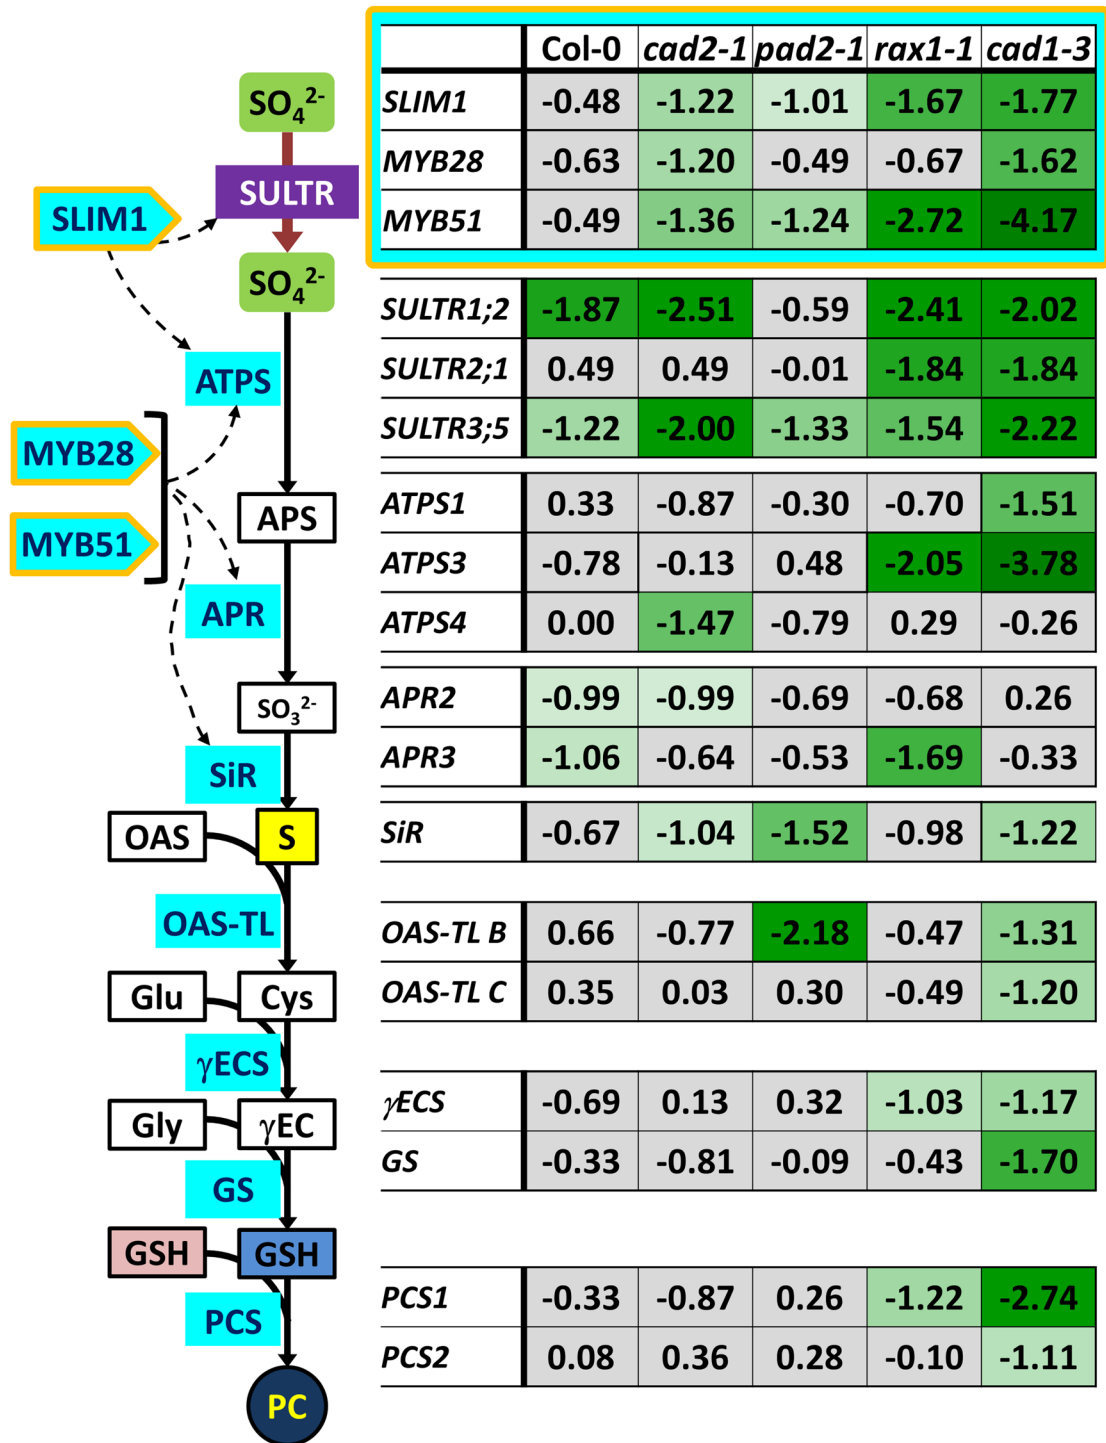 SO₄²⁻
SULTR
SLIM1
SO₄²⁻
ATPS
MYB28
MYB51
APS
APR
SO₃²⁻
SiR
OAS
S
OAS-TL
Glu
Cys
γECS
Gly
γEC
GS
GSH
GSH
PCS
PC
Col-0 cad2-1 pad2-1 rax1-1 cad1-3
SLIM1 -0.48 -1.22 -1.01 -1.67 -1.77
MYB28 -0.63 -1.20 -0.49 -0.67 -1.62
MYB51 -0.49 -1.36 -1.24 -2.72 -4.17
SULTR1;2 -1.87 -2.51 -0.59 -2.41 -2.02
SULTR2;1 0.49 0.49 -0.01 -1.84 -1.84
SULTR3;5 -1.22 -2.00 -1.33 -1.54 -2.22
ATPS1 0.33 -0.87 -0.30 -0.70 -1.51
ATPS3 -0.78 -0.13 0.48 -2.05 -3.78
ATPS4 0.00 -1.47 -0.79 0.29 -0.26
APR2 -0.99 -0.99 -0.69 -0.68 0.26
APR3 -1.06 -0.64 -0.53 -1.69 -0.33
SiR -0.67 -1.04 -1.52 -0.98 -1.22
OAS-TL B 0.66 -0.77 -2.18 -0.47 -1.31
OAS-TL C 0.35 0.03 0.30 -0.49 -1.20
γECS -0.69 0.13 0.32 -1.03 -1.17
GS -0.33 -0.81 -0.09 -0.43 -1.70
PCS1 -0.33 -0.87 0.26 -1.22 -2.74
PCS2 0.08 0.36 0.28 -0.10 -1.11